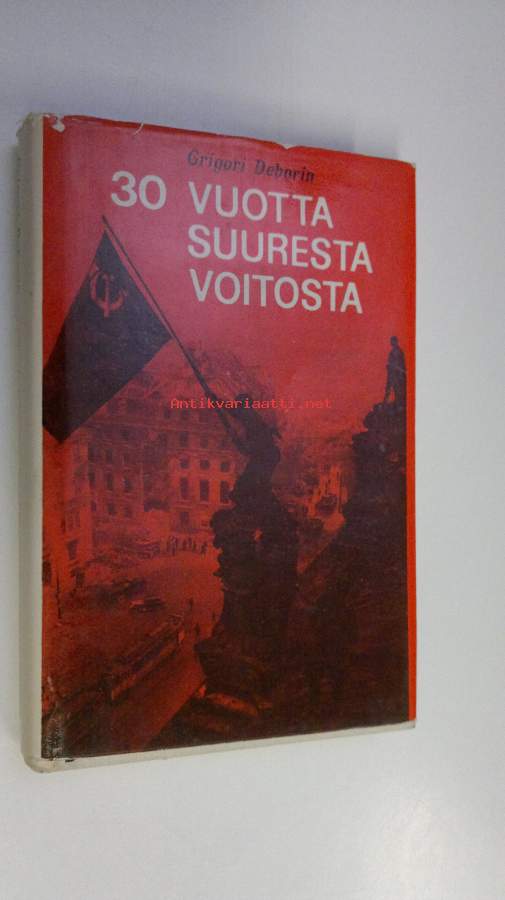 Grigori Deborin
30 VUOTTA
SUURESTA
VOITOSTA
Antikvariaatti.net